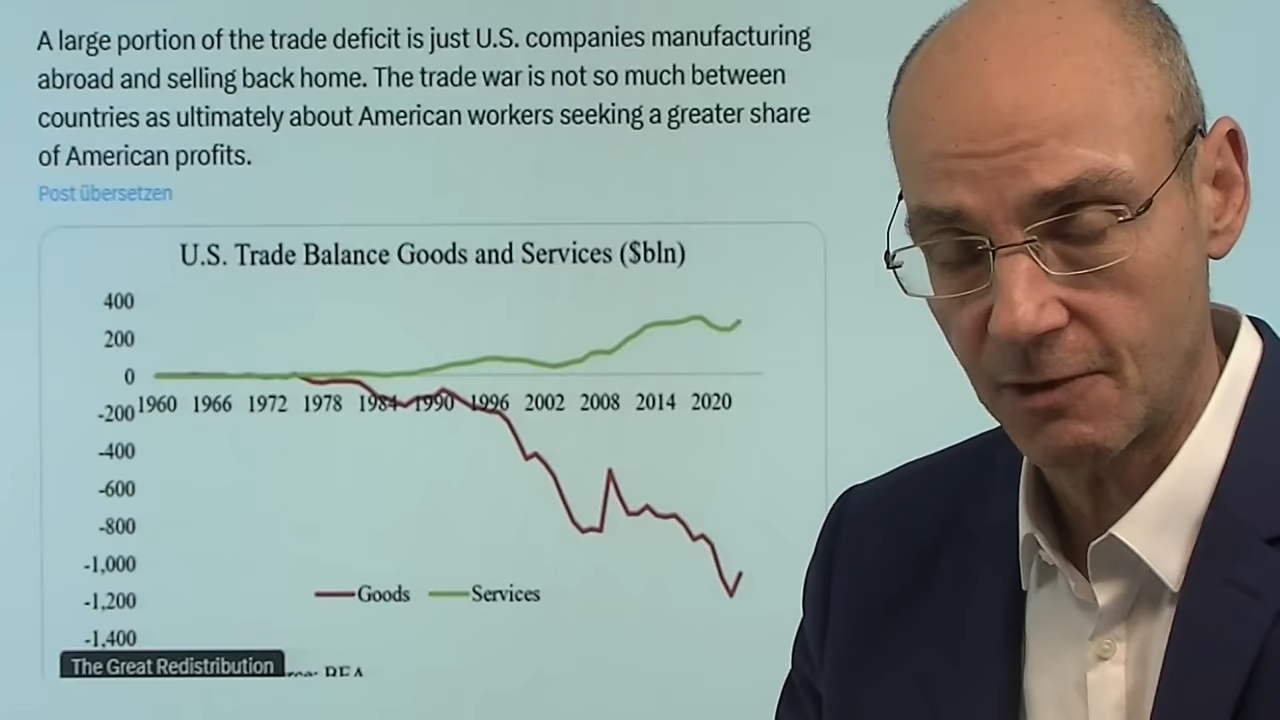 A large portion of the trade deficit is just U.S. companies manufacturing
abroad and selling back home. The trade war is not so much between
countries as ultimately about American workers seeking a greater share
of American profits.
Post übersetzen
U.S. Trade Balance Goods and Services ($bln)
400
200
0
-200 1960 1966 1972 1978 1984 1990 1996 2002 2008 2014 2020
-400
-600
-800
-1,000
Goods Services
-1,200
-1,400
The Great Redistribution BEA